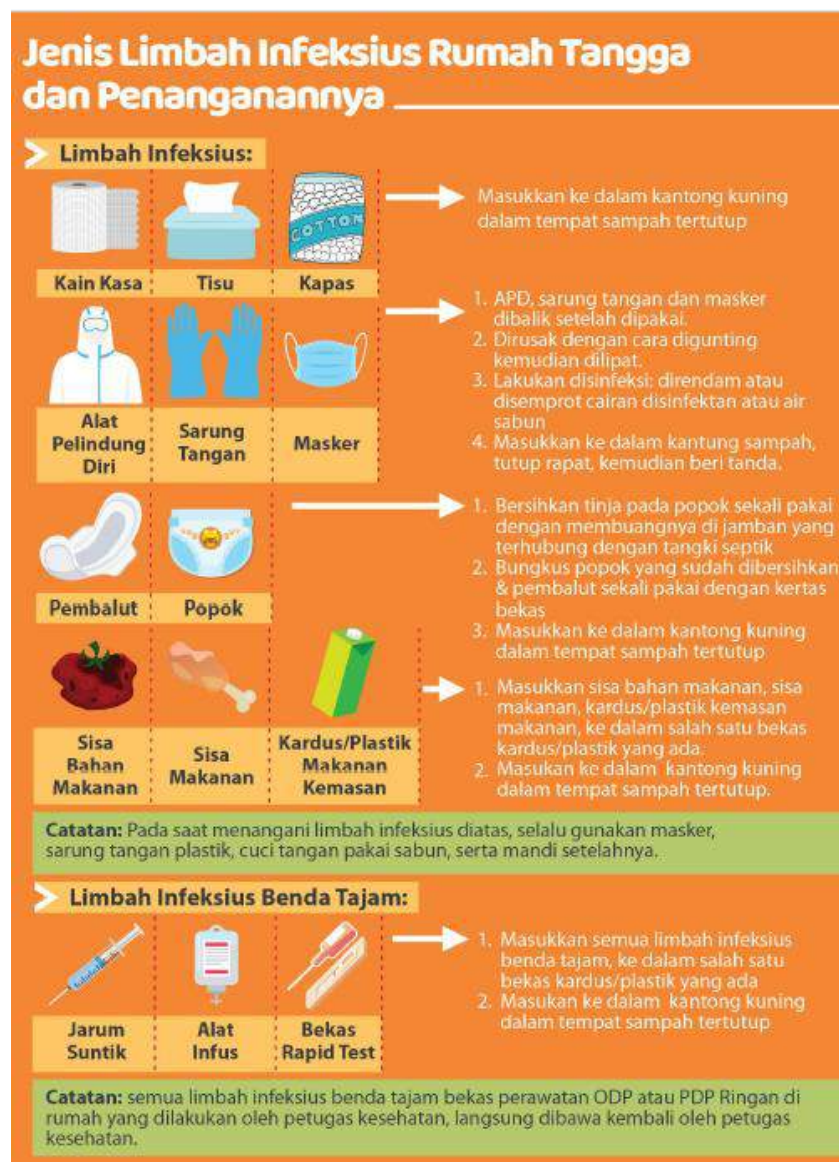 Jenis Limbah Infeksius Rumah Tangga
dan Penanganannya
Limbah Infeksius:
COTTON
Kain Kasa
Tisu
Kapas
Masukkan ke dalam kantong kuning
dalam tempat sampah tertutup
Alat
Pelindung
Diri
Sarung
Tangan
Masker
1. APD, sarung tangan dan masker
dibalik setelah dipakai.
2. Dirusak dengan cara digunting
kemudian dilipat.
3. Lakukan disinfeksi: direndam atau
disemprot cairan disinfektan atau air
sabun
4. Masukkan ke dalam kantung sampah,
tutup rapat, kemudian beri tanda.
Pembalut
Popok
1. Bersihkan tinja pada popok sekali pakai
dengan membuangnya di jamban yang
terhubung dengan tangki septik
2. Bungkus popok yang sudah dibersihkan
& pembalut sekali pakai dengan kertas
bekas
3. Masukkan ke dalam kantong kuning
dalam tempat sampah tertutup
Sisa
Bahan
Makanan
Sisa
Makanan
Kardus/Plastik
Makanan
Kemasan
1. Masukkan sisa bahan makanan, sisa
makanan, kardus/plastik kemasan
makanan, ke dalam salah satu bekas
kardus/plastik yang ada.
2. Masukan ke dalam kantong kuning
dalam tempat sampah tertutup.
Catatan: Pada saat menangani limbah infeksius diatas, selalu gunakan masker,
sarung tangan plastik, cuci tangan pakai sabun, serta mandi setelahnya.
Limbah Infeksius Benda Tajam:
Jarum
Suntik
Alat
Infus
Bekas
Rapid Test
1. Masukkan semua limbah infeksius
benda tajam, ke dalam salah satu
bekas kardus/plastik yang ada
2. Masukan ke dalam kantong kuning
dalam tempat sampah tertutup
Catatan: semua limbah infeksius benda tajam bekas perawatan ODP atau PDP Ringan di
rumah yang dilakukan oleh petugas kesehatan, langsung dibawa kembali oleh petugas
kesehatan.